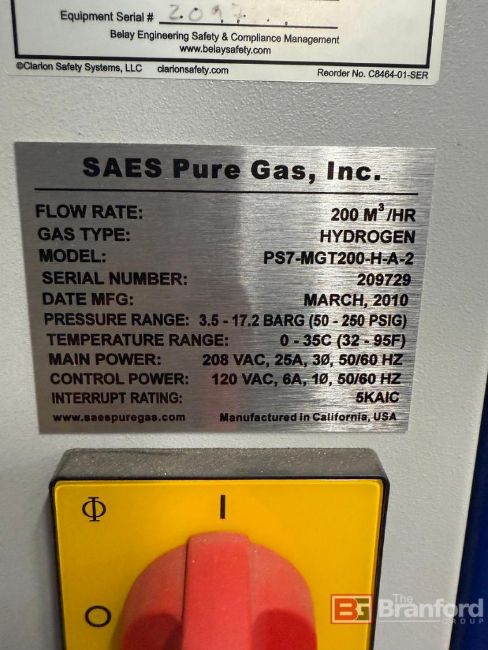 Equipment Serial #
Belay Engineering Safety & Compliance Management
www.belaysafety.com
©Clarion Safety Systems, LLC clarionsafety.com Reorder No. C8464-01-SER
SAES Pure Gas, Inc.
FLOW RATE: 200 M³/HR
GAS TYPE: HYDROGEN
MODEL: PS7-MGT200-H-A-2
SERIAL NUMBER: 209729
DATE MFG: MARCH, 2010
PRESSURE RANGE: 3.5 - 17.2 BARG (50 - 250 PSIG)
TEMPERATURE RANGE: 0 - 35C (32 - 95F)
MAIN POWER: 208 VAC, 25A, 3Ø, 50/60 HZ
CONTROL POWER: 120 VAC, 6A, 1Ø, 50/60 HZ
INTERRUPT RATING: 5KAIC
www.saespuregas.com Manufactured in California, USA
Φ I
O
BG The Branford GROUP